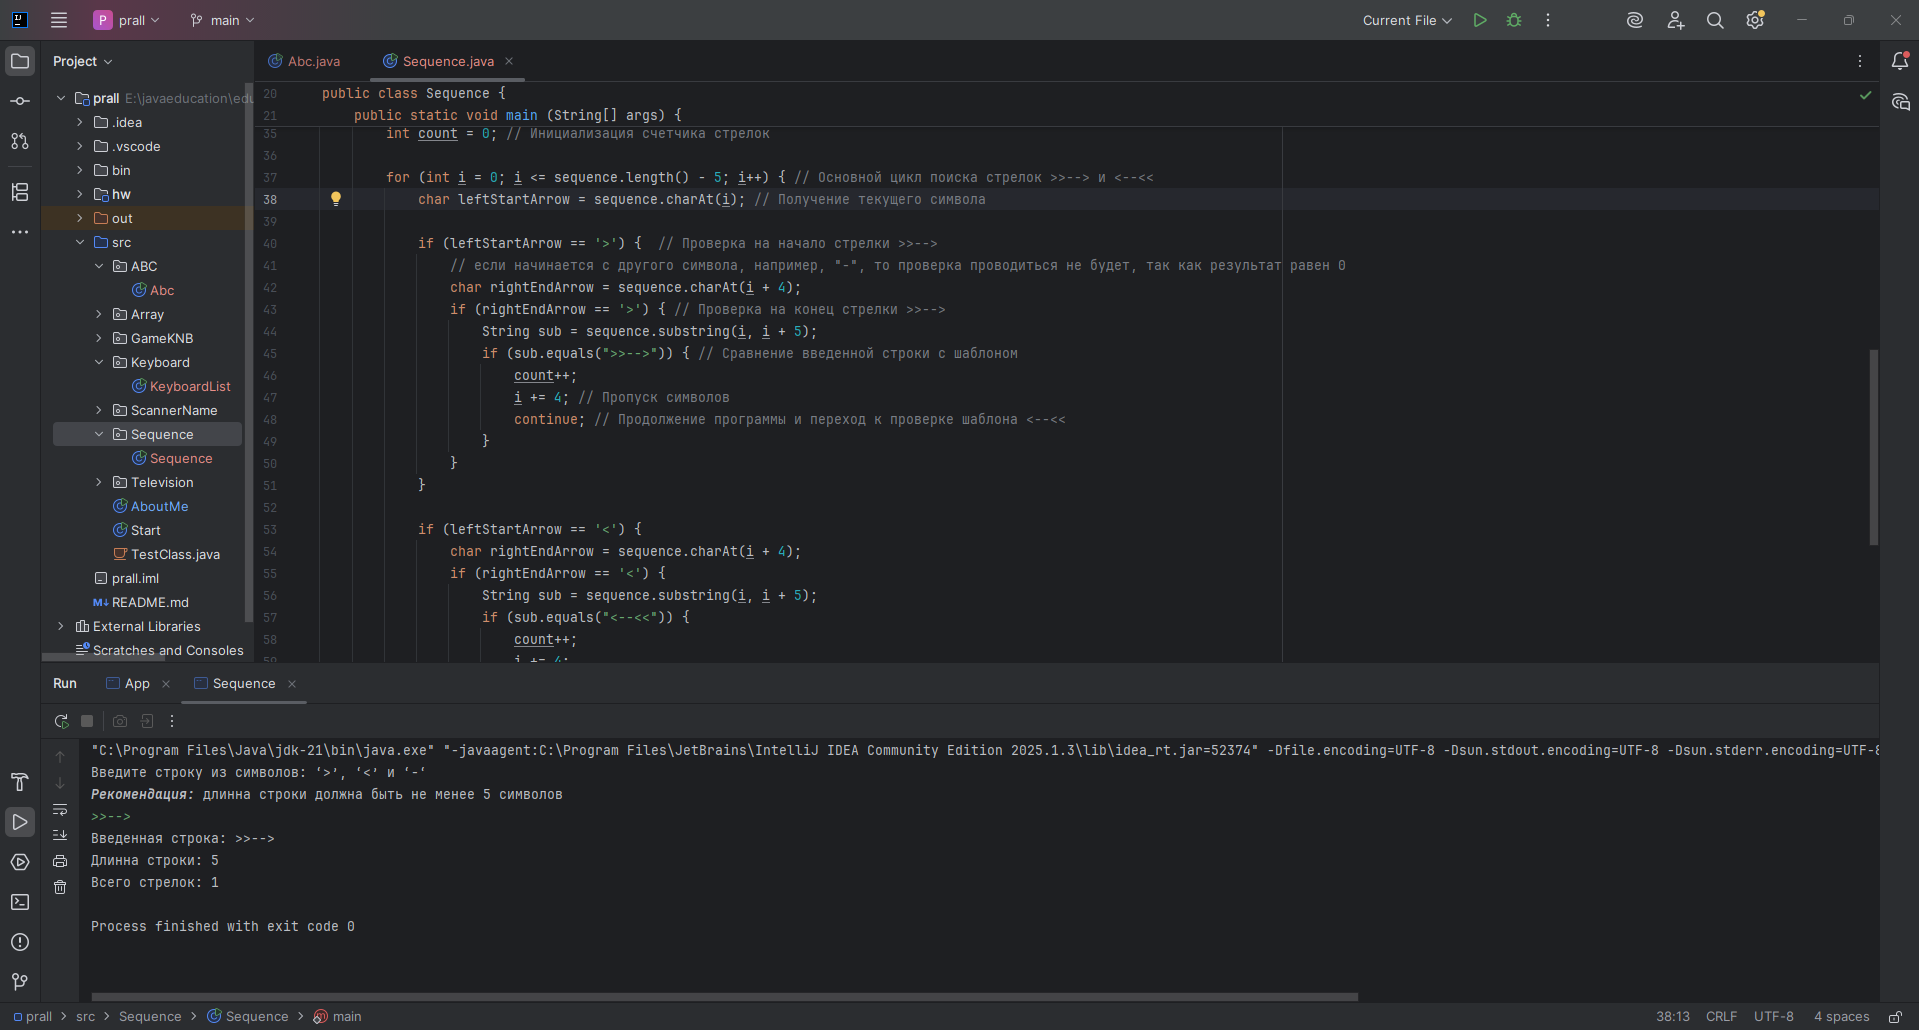 P prall main Current File
Project
Abc.java Sequence.java
prall E:\javaeducation\edu
.idea
.vscode
bin
hw
out
src
ABC
Abc
Array
GameKNB
Keyboard
KeyboardList
ScannerName
Sequence
Sequence
Television
AboutMe
Start
TestClass.java
prall.iml
M↓ README.md
External Libraries
Scratches and Consoles
20 public class Sequence {
21 public static void main (String[] args) {
35 int count = 0; // Инициализация счетчика стрелок
36
37 for (int i = 0; i <= sequence.length() - 5; i++) { // Основной цикл поиска стрелок >>--> и <--<<
38 char leftStartArrow = sequence.charAt(i); // Получение текущего символа
39
40 if (leftStartArrow == '>') {  // Проверка на начало стрелки >>-->
41 // если начинается с другого символа, например, "-", то проверка проводиться не будет, так как результат равен 0
42 char rightEndArrow = sequence.charAt(i + 4);
43 if (rightEndArrow == '>') { // Проверка на конец стрелки >>-->
44 String sub = sequence.substring(i, i + 5);
45 if (sub.equals(">>-->")) { // Сравнение введенной строки с шаблоном
46 count++;
47 i += 4; // Пропуск символов
48 continue; // Продолжение программы и переход к проверке шаблона <--<<
49 }
50 }
51 }
52
53 if (leftStartArrow == '<') {
54 char rightEndArrow = sequence.charAt(i + 4);
55 if (rightEndArrow == '<') {
56 String sub = sequence.substring(i, i + 5);
57 if (sub.equals("<--<<")) {
58 count++;
59 i += 4;
Run App Sequence
"C:\Program Files\Java\jdk-21\bin\java.exe" "-javaagent:C:\Program Files\JetBrains\IntelliJ IDEA Community Edition 2025.1.3\lib\idea_rt.jar=52374" -Dfile.encoding=UTF-8 -Dsun.stdout.encoding=UTF-8 -Dsun.stderr.encoding=UTF-8
Введите строку из символов: ‘>’, ‘<’ и ‘-‘
Рекомендация: длинна строки должна быть не менее 5 символов
>>-->
Введенная строка: >>-->
Длинна строки: 5
Всего стрелок: 1
Process finished with exit code 0
prall > src > Sequence > Sequence > main 38:13 CRLF UTF-8 4 spaces